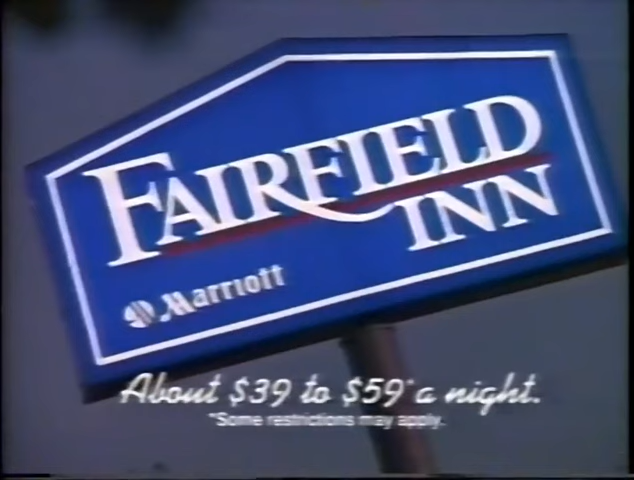 FAIRFIELD
INN
Marriott
About $39 to $59* a night.
*Some restrictions may apply.